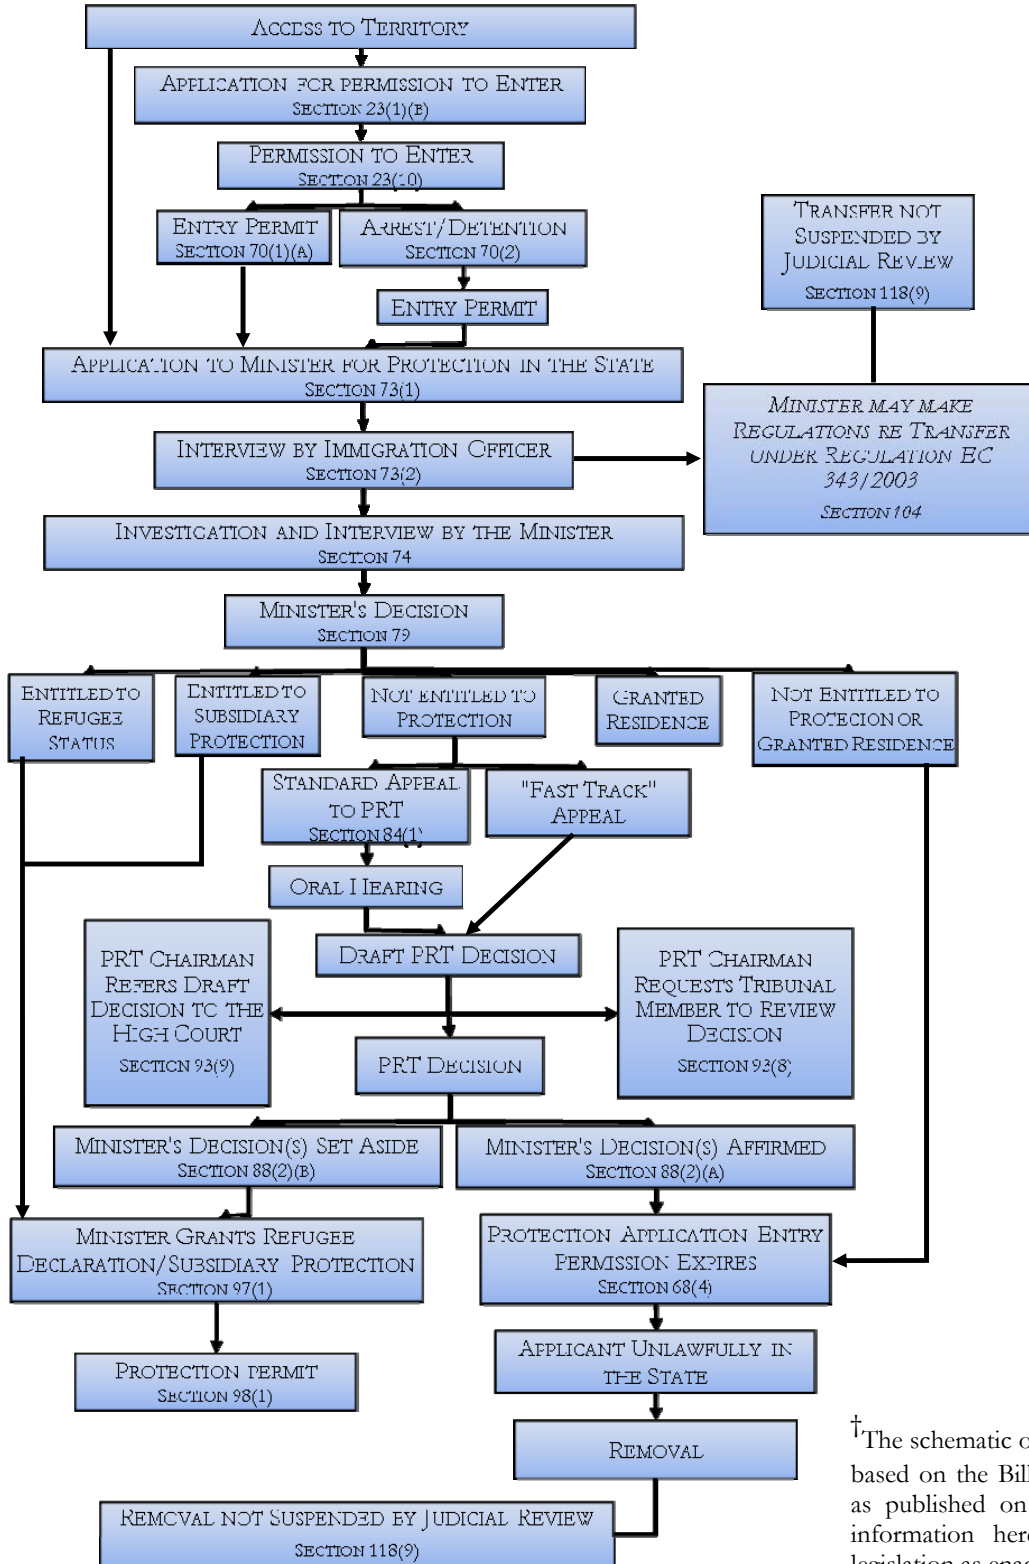 ACCESS TO TERRITORY
APPLICATION FOR PERMISSION TO ENTER
SECTION 23(1)(B)
PERMISSION TO ENTER
SECTION 23(10)
ENTRY PERMIT
SECTION 70(1)(A)
ARREST/DETENTION
SECTION 70(2)
ENTRY PERMIT
TRANSFER NOT
SUSPENDED BY
JUDICIAL REVIEW
SECTION 118(9)
APPLICATION TO MINISTER FOR PROTECTION IN THE STATE
SECTION 73(1)
MINISTER MAY MAKE
REGULATIONS RE TRANSFER
UNDER REGULATION EC
343/2003
SECTION 104
INTERVIEW BY IMMIGRATION OFFICER
SECTION 73(2)
INVESTIGATION AND INTERVIEW BY THE MINISTER
SECTION 74
MINISTER'S DECISION
SECTION 79
ENTITLED TO
REFUGEE
STATUS
ENTITLED TO
SUBSIDIARY
PROTECTION
NOT ENTITLED TO
PROTECTION
GRANTED
RESIDENCE
NOT ENTITLED TO
PROTECION OR
GRANTED RESIDENCE
STANDARD APPEAL
TO PRT
SECTION 84(1)
"FAST TRACK"
APPEAL
ORAL HEARING
DRAFT PRT DECISION
PRT CHAIRMAN
REFERS DRAFT
DECISION TO THE
HIGH COURT
SECTION 93(9)
PRT CHAIRMAN
REQUESTS TRIBUNAL
MEMBER TO REVIEW
DECISION
SECTION 93(8)
PRT DECISION
MINISTER'S DECISION(S) SET ASIDE
SECTION 88(2)(B)
MINISTER'S DECISION(S) AFFIRMED
SECTION 88(2)(A)
MINISTER GRANTS REFUGEE
DECLARATION/SUBSIDIARY PROTECTION
SECTION 97(1)
PROTECTION APPLICATION ENTRY
PERMISSION EXPIRES
SECTION 68(4)
PROTECTION PERMIT
SECTION 98(1)
APPLICANT UNLAWFULLY IN
THE STATE
REMOVAL
REMOVAL NOT SUSPENDED BY JUDICIAL REVIEW
SECTION 118(9)
†The schematic
based on the Bill
as published on
information